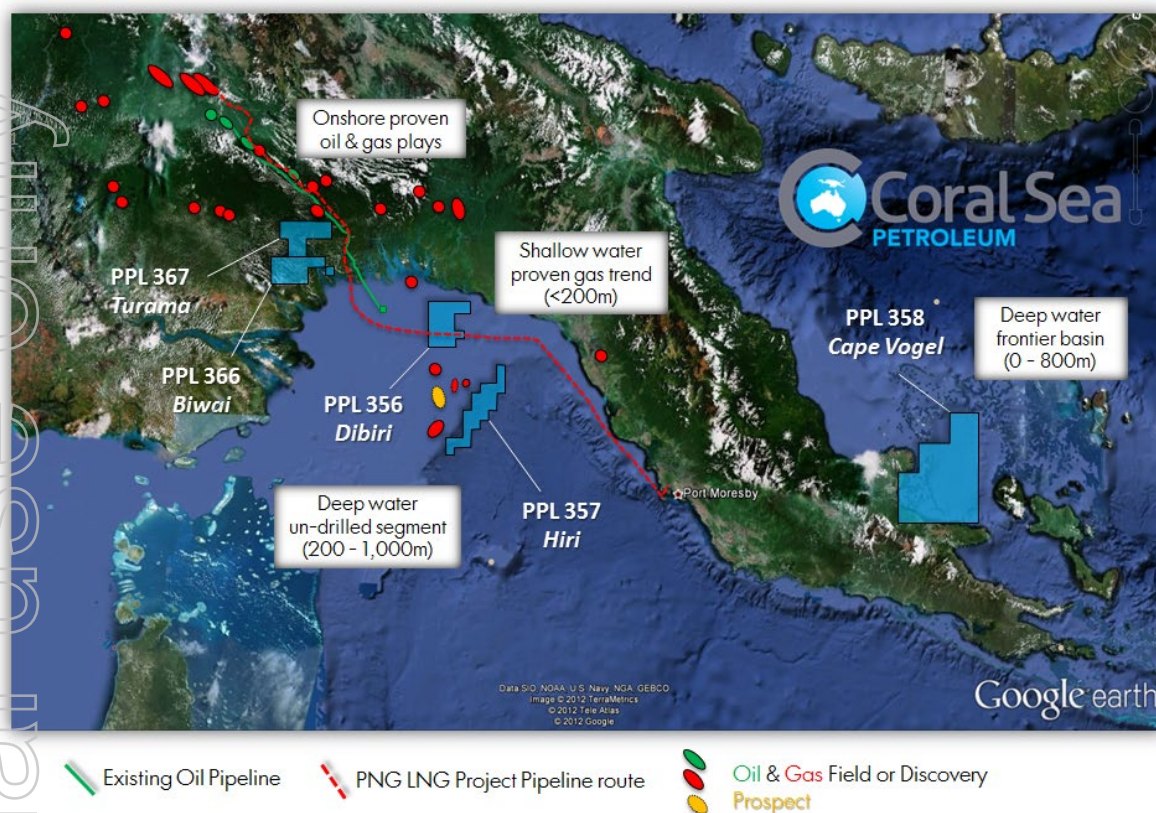 Onshore proven
oil & gas plays
Coral Sea
PETROLEUM
Shallow water
proven gas trend
(<200m)
PPL 367
Turama
PPL 358
Cape Vogel
Deep water
frontier basin
(0 - 800m)
PPL 366
Biwai
PPL 356
Dibiri
Port Moresby
Deep water
un-drilled segment
(200 - 1,000m)
PPL 357
Hiri
Data SIO, NOAA, U.S. Navy, NGA, GEBCO
Image © 2012 TerraMetrics
© 2012 Tele Atlas
© 2012 Google
Google earth
Existing Oil Pipeline
PNG LNG Project Pipeline route
Oil & Gas Field or Discovery
Prospect